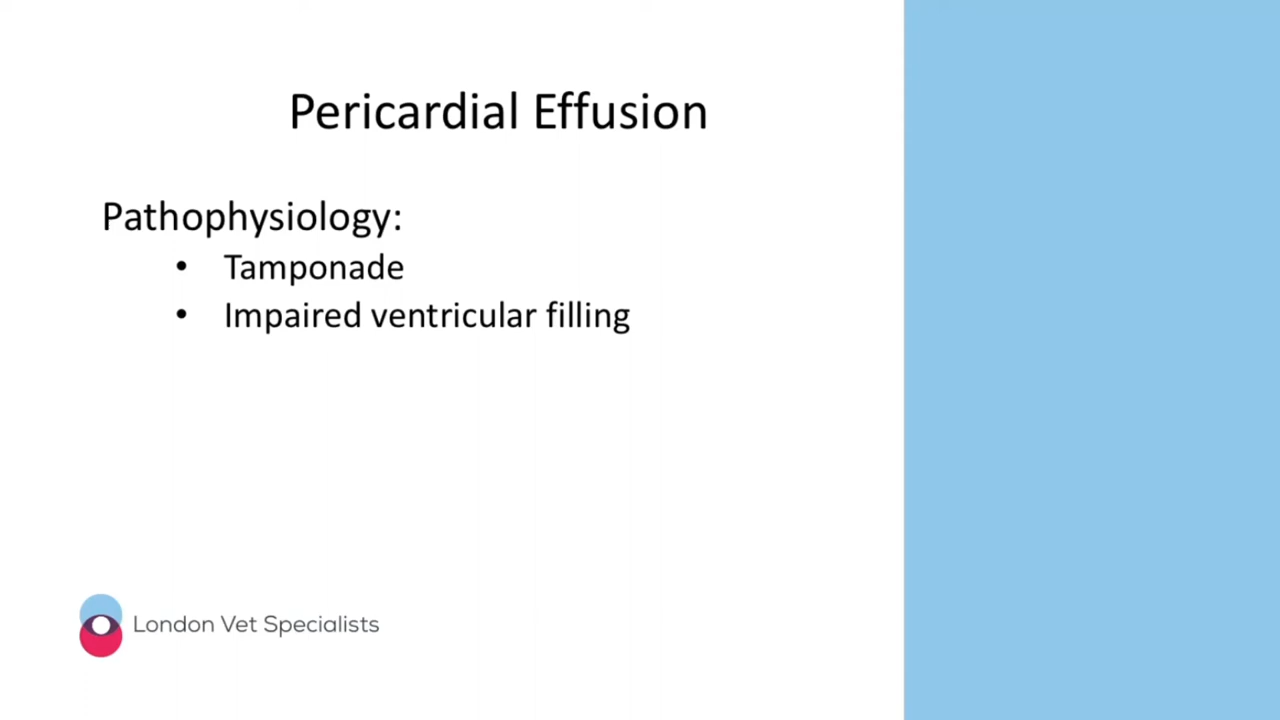 Pericardial Effusion
Pathophysiology:
• Tamponade
• Impaired ventricular filling
London Vet Specialists